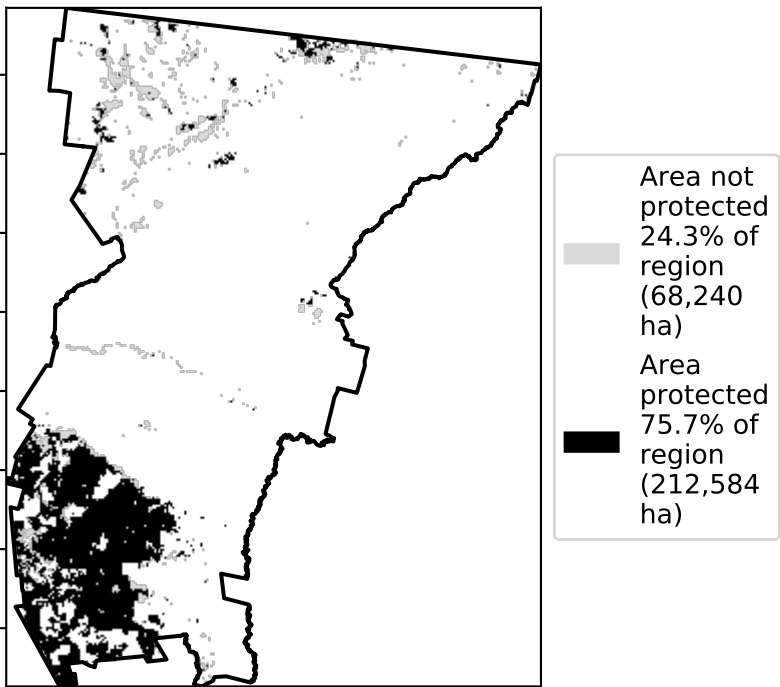 Area not
protected
24.3% of
region
(68,240
ha)
Area
protected
75.7% of
region
(212,584
ha)